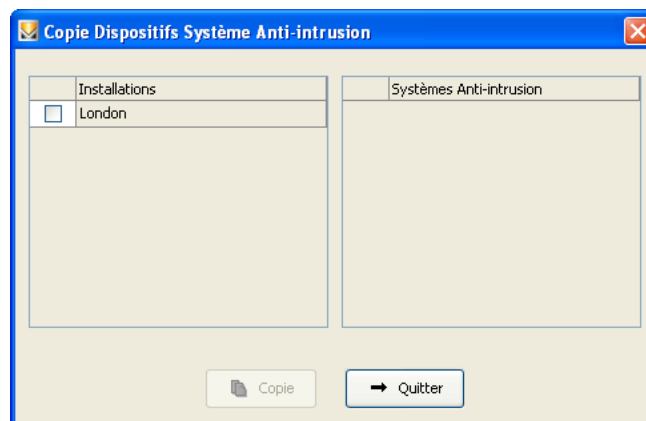 Copie Dispositifs Système Anti-intrusion
Installations
London
Systèmes Anti-intrusion
Copie
Quitter